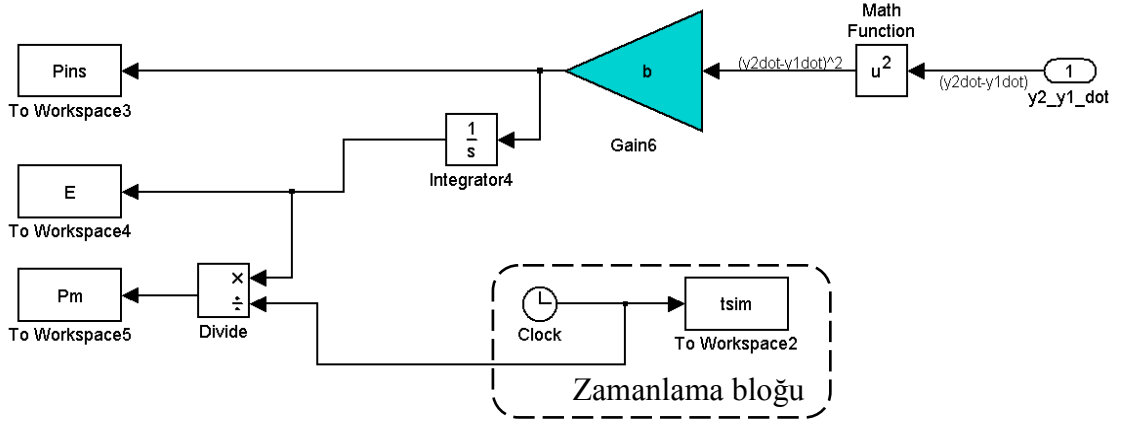 Math
Function
Pins
To Workspace3
b
Gain6
(y2dot-y1dot)^2
u2
(y2dot-y1dot)
1
y2_y1_dot
1
s
Integrator4
E
To Workspace4
Pm
To Workspace5
×
÷
Divide
Clock
tsim
To Workspace2
Zamanlama bloğu